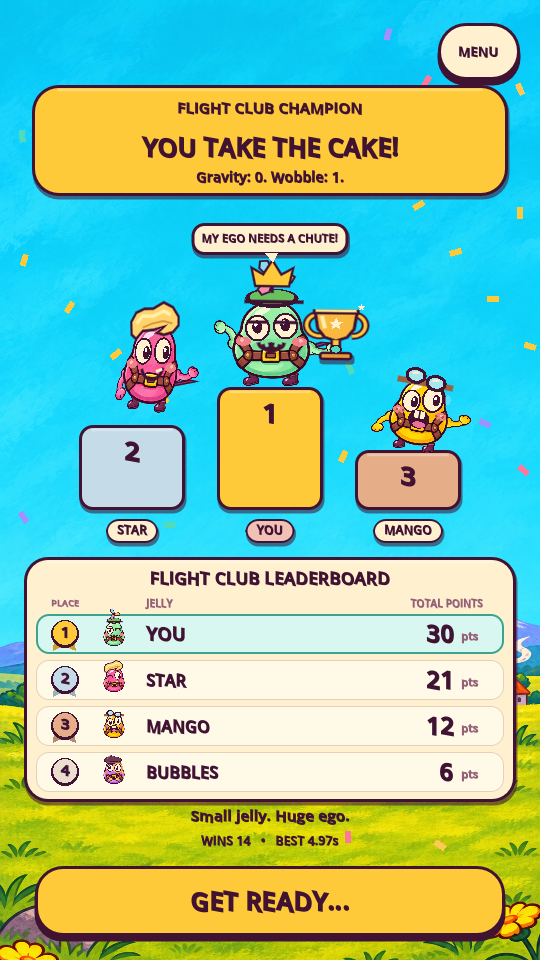 MENU
FLIGHT CLUB CHAMPION
YOU TAKE THE CAKE!
Gravity: 0. Wobble: 1.
MY EGO NEEDS A CHUTE!
1
2
3
STAR
YOU
MANGO
FLIGHT CLUB LEADERBOARD
PLACE JELLY TOTAL POINTS
1 YOU 30 pts
2 STAR 21 pts
3 MANGO 12 pts
4 BUBBLES 6 pts
Small jelly. Huge ego.
WINS 14 • BEST 4.97s
GET READY...